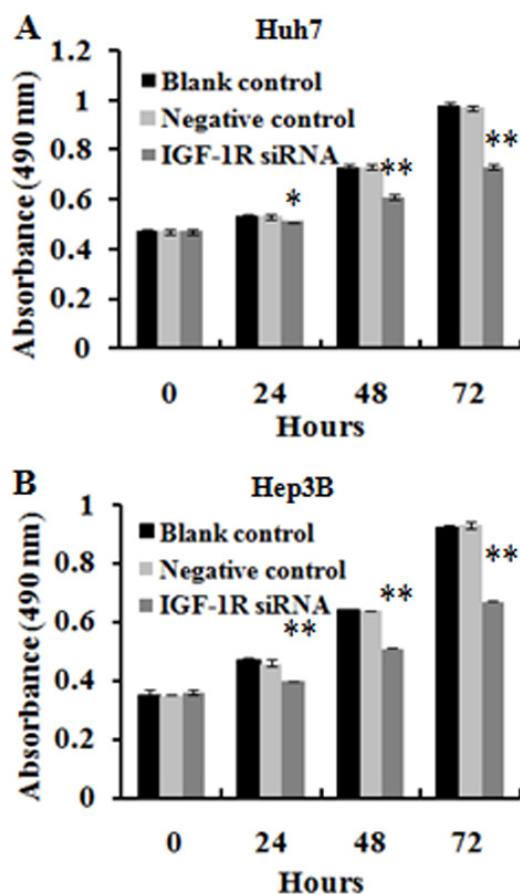 A
Huh7
Absorbance (490 nm)
1.2
1
0.8
0.6
0.4
0.2
0
Blank control
Negative control
IGF-1R siRNA
*
**
**
0 24 48 72
Hours
B
Hep3B
Absorbance (490 nm)
1
0.8
0.6
0.4
0.2
0
Blank control
Negative control
IGF-1R siRNA
**
**
**
0 24 48 72
Hours